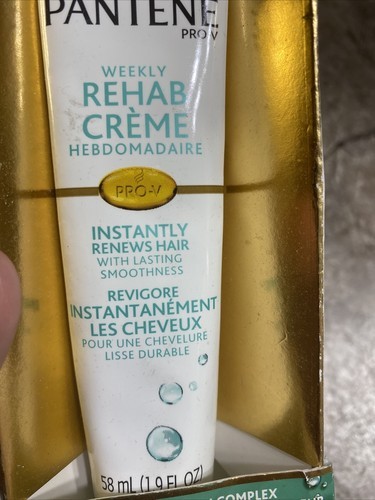 PANTENE
PRO-V
WEEKLY
REHAB
CRÈME
HEBDOMADAIRE
PRO-V
INSTANTLY
RENEWS HAIR
WITH LASTING
SMOOTHNESS
REVIGORE
INSTANTANÉMENT
LES CHEVEUX
POUR UNE CHEVELURE
LISSE DURABLE
58 mL (1.9 FL OZ)
COMPLEX